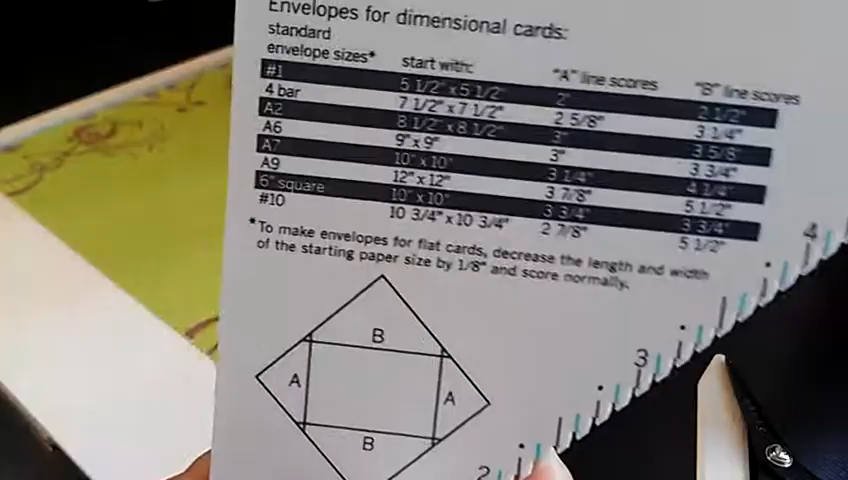 Envelopes for dimensional cards:
standard
envelope sizes* start with: "A" line scores "B" line scores
#1 5 1/2" x 5 1/2" 2" 2 1/2"
4 bar 7 1/2" x 7 1/2" 2 5/8" 3 1/4"
A2 8 1/2" x 8 1/2" 3" 3 5/8"
A6 9" x 9" 3" 3 3/4"
A7 10" x 10" 3 1/4" 4 1/4"
A9 12" x 12" 3 7/8" 5 1/2"
6" square 10" x 10" 3 3/4" 3 3/4"
#10 10 3/4" x 10 3/4" 2 7/8" 5 1/2"
*To make envelopes for flat cards, decrease the length and width
of the starting paper size by 1/8" and score normally.
4
B
3
A
A
B
2